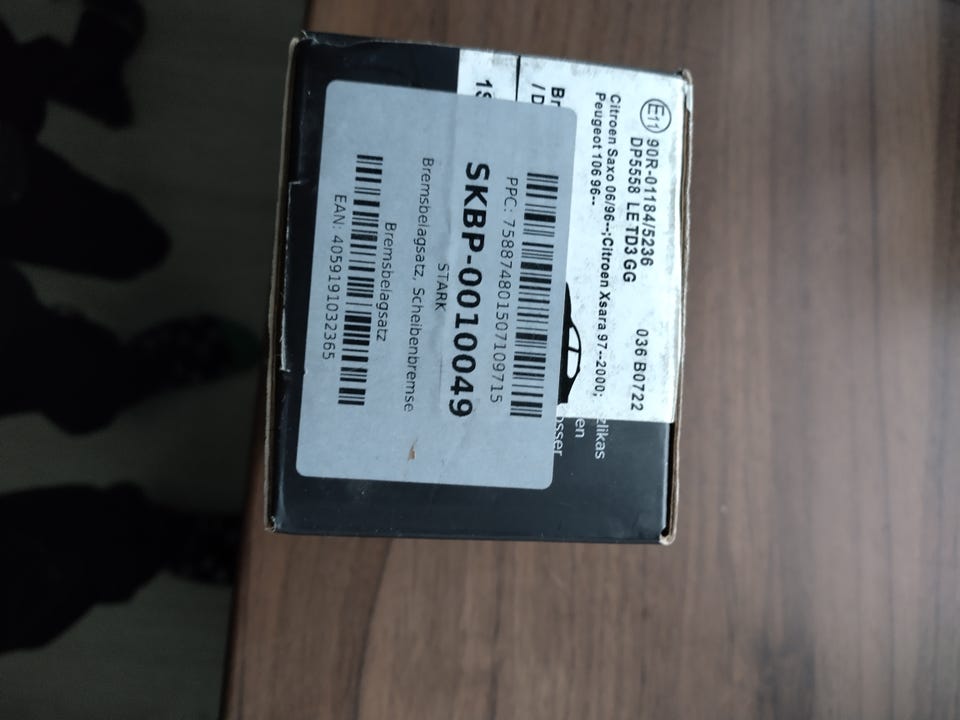 E11 90R-01184/5236
DP5558 LE TD3 GG
036 B0722
Citroen Saxo 06/96--;Citroen Xsara 97--2000;
Peugeot 106 96--
PPC: 758874801507109715
SKBP-0010049
STARK
Bremsbelagsatz, Scheibenbremse
Bremsbelagsatz
EAN: 4059191032365